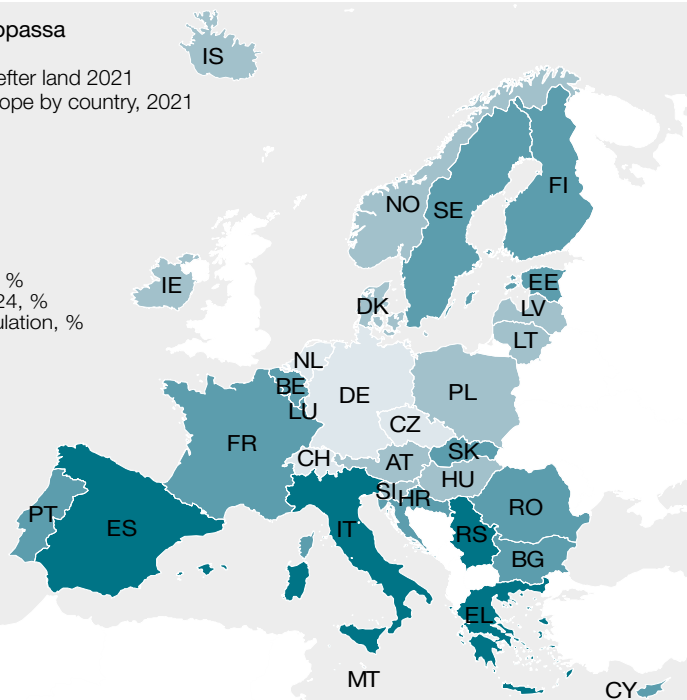 opassa
efter land 2021
ope by country, 2021
%
24, %
ulation, %
IS
NO
SE
FI
IE
DK
EE
LV
LT
NL
BE
LU
DE
PL
CZ
FR
CH
AT
SK
HU
SI
HR
RO
PT
ES
IT
RS
BG
EL
MT
CY